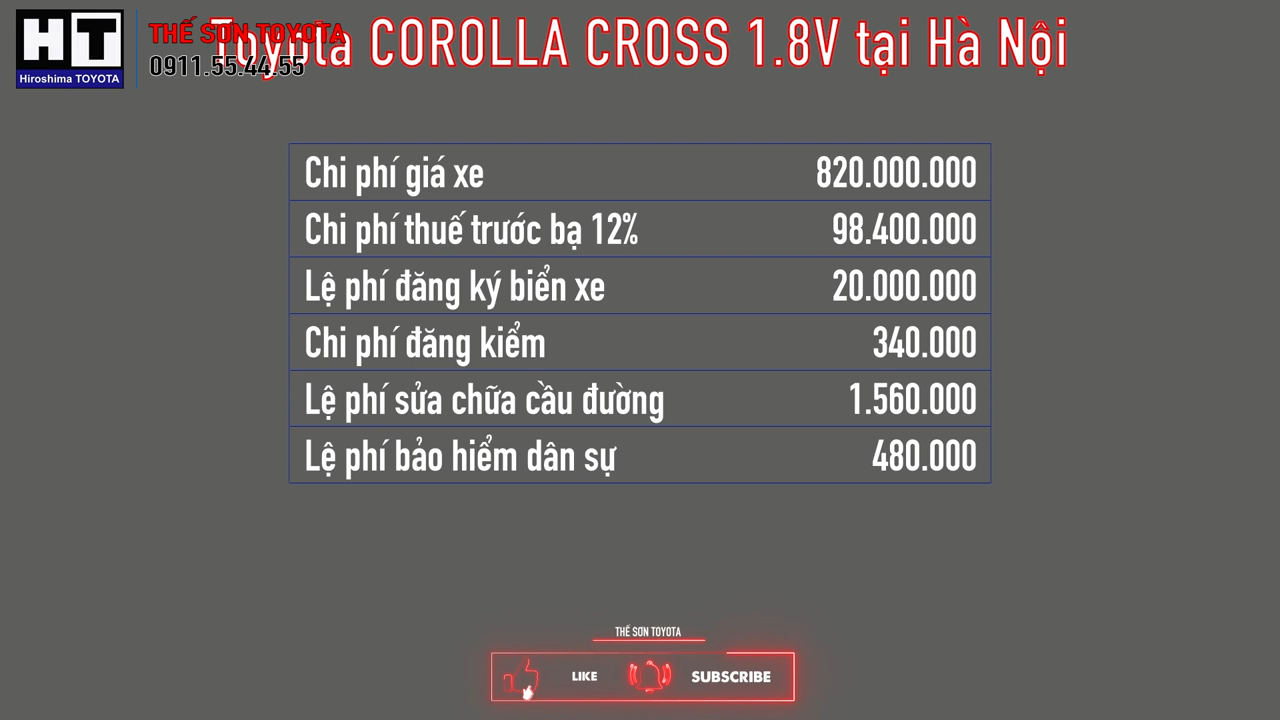 HT
Hiroshima TOYOTA
THẾ SƠN TOYOTA
0911.55.44.55
Toyota COROLLA CROSS 1.8V tại Hà Nội
Chi phí giá xe 820.000.000
Chi phí thuế trước bạ 12% 98.400.000
Lệ phí đăng ký biển xe 20.000.000
Chi phí đăng kiểm 340.000
Lệ phí sửa chữa cầu đường 1.560.000
Lệ phí bảo hiểm dân sự 480.000
THẾ SƠN TOYOTA
LIKE SUBSCRIBE